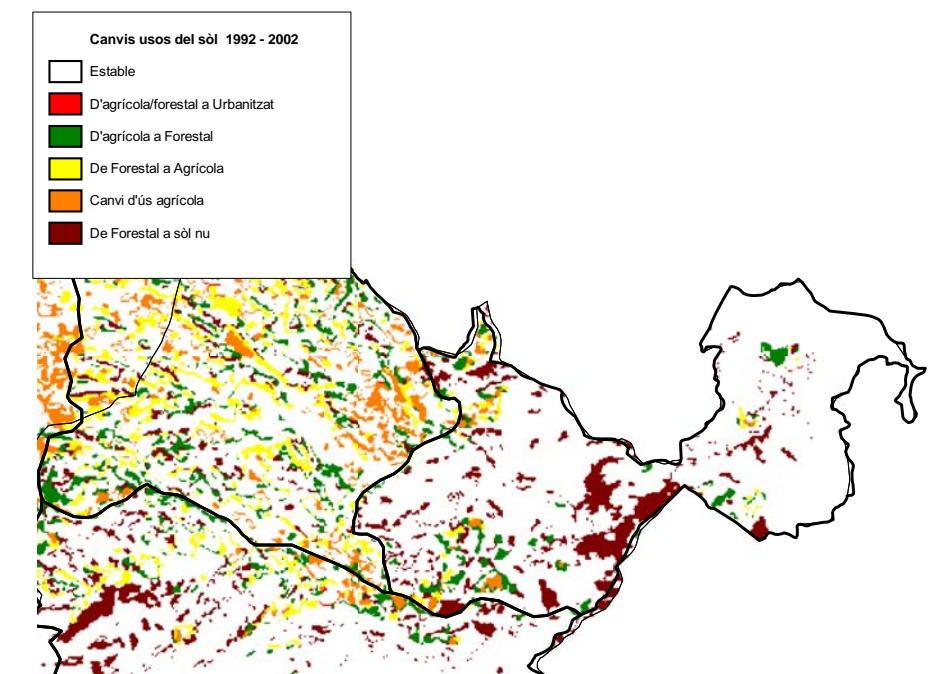 Canvis usos del sòl 1992 - 2002
Estable
D'agrícola/forestal a Urbanitzat
D'agrícola a Forestal
De Forestal a Agrícola
Canvi d'ús agrícola
De Forestal a sòl nu